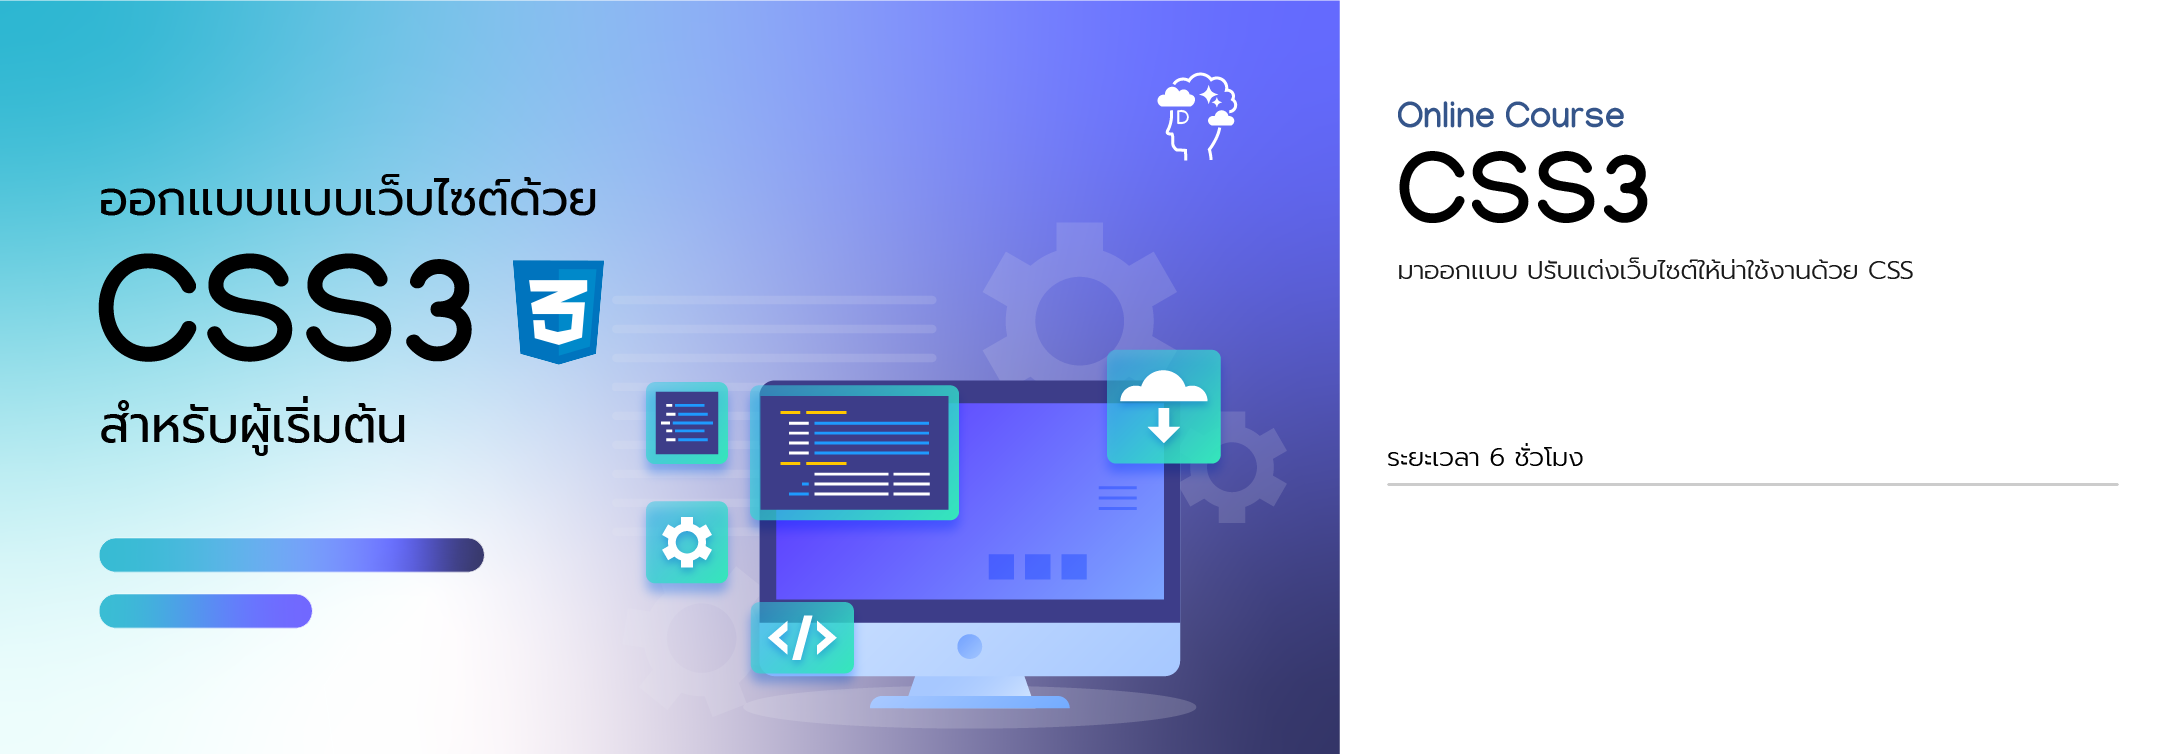 ออกแบบแบบเว็บไซต์ด้วย
CSS3
สำหรับผู้เริ่มต้น
D
</>
Online Course
CSS3
มาออกแบบ ปรับแต่งเว็บไซต์ให้น่าใช้งานด้วย CSS
ระยะเวลา 6 ชั่วโมง